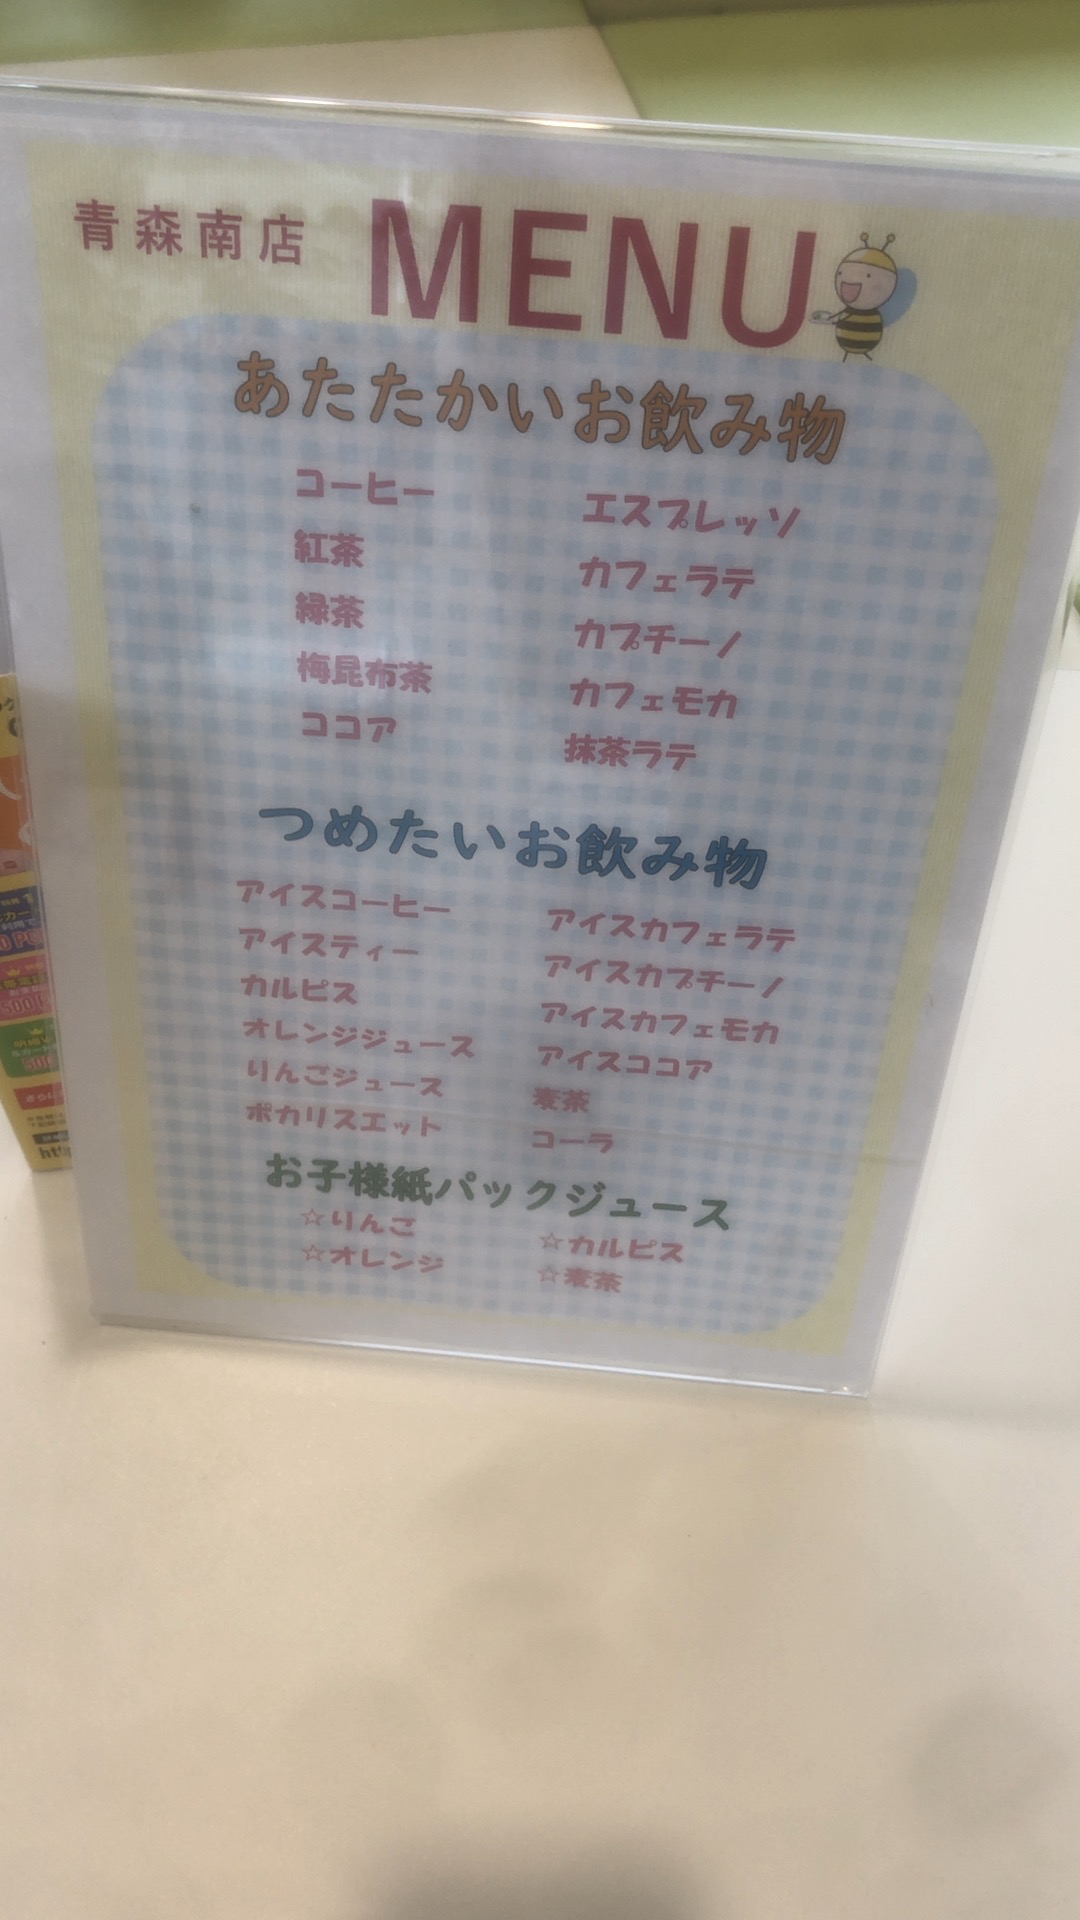 青森南店
MENU
あたたかいお飲み物
コーヒー
紅茶
緑茶
梅昆布茶
ココア
エスプレッソ
カフェラテ
カプチーノ
カフェモカ
抹茶ラテ
つめたいお飲み物
アイスコーヒー
アイスティー
カルピス
オレンジジュース
りんごジュース
ポカリスエット
アイスカフェラテ
アイスカプチーノ
アイスカフェモカ
アイスココア
麦茶
コーラ
お子様紙パックジュース
☆りんご
☆オレンジ
☆カルピス
☆麦茶